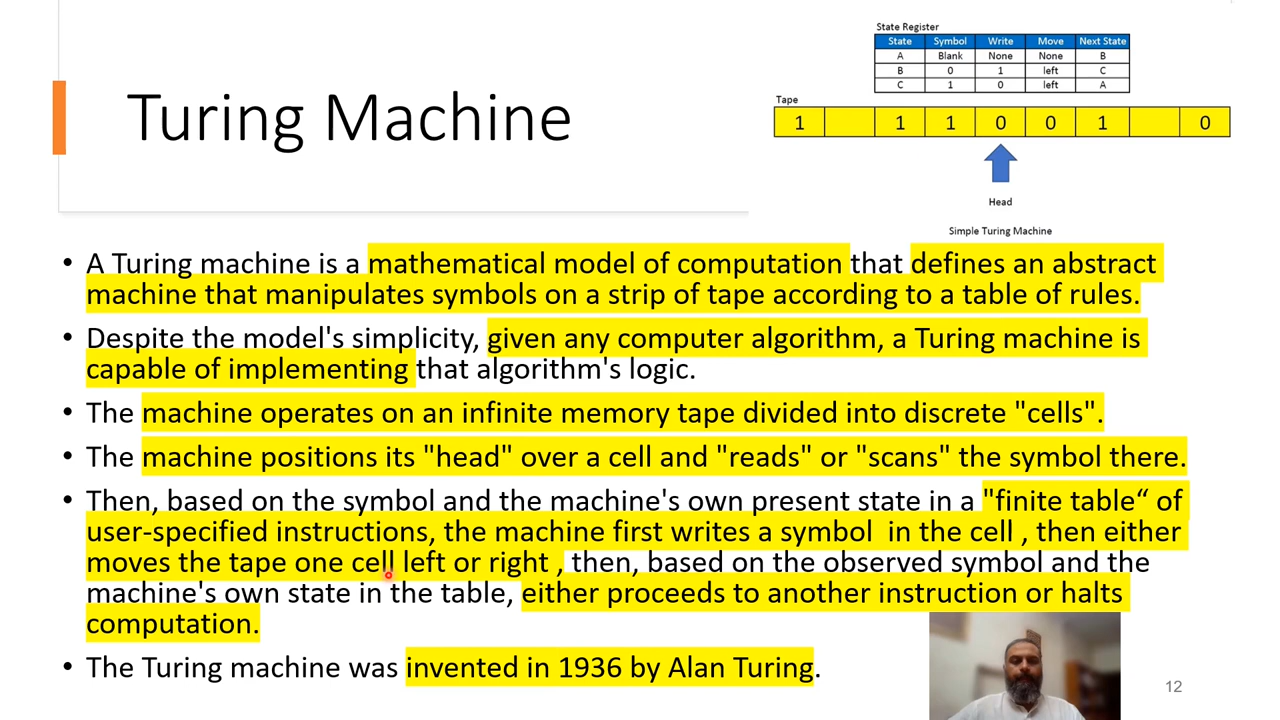 Turing Machine
State Register
State Symbol Write Move Next State
A Blank None None B
B 0 1 left C
C 1 0 left A
Tape
1 1 1 0 0 1 0
Head
Simple Turing Machine
• A Turing machine is a mathematical model of computation that defines an abstract
machine that manipulates symbols on a strip of tape according to a table of rules.
• Despite the model's simplicity, given any computer algorithm, a Turing machine is
capable of implementing that algorithm's logic.
• The machine operates on an infinite memory tape divided into discrete "cells".
• The machine positions its "head" over a cell and "reads" or "scans" the symbol there.
• Then, based on the symbol and the machine's own present state in a "finite table“ of
user-specified instructions, the machine first writes a symbol  in the cell , then either
moves the tape one cell left or right , then, based on the observed symbol and the
machine's own state in the table, either proceeds to another instruction or halts
computation.
• The Turing machine was invented in 1936 by Alan Turing.
12